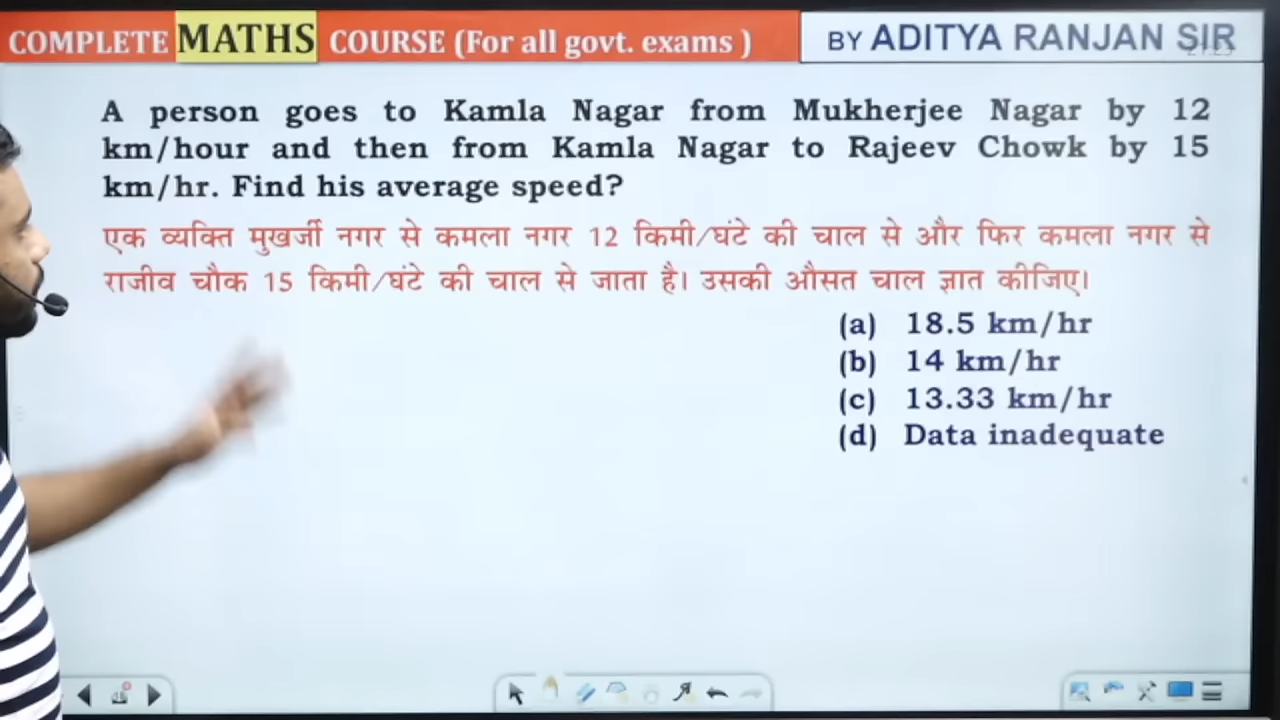 COMPLETE MATHS COURSE (For all govt. exams )
BY ADITYA RANJAN SIR
A person goes to Kamla Nagar from Mukherjee Nagar by 12
km/hour and then from Kamla Nagar to Rajeev Chowk by 15
km/hr. Find his average speed?
एक व्यक्ति मुखर्जी नगर से कमला नगर 12 किमी/घंटे की चाल से और फिर कमला नगर से
राजीव चौक 15 किमी/घंटे की चाल से जाता है। उसकी औसत चाल ज्ञात कीजिए।
(a) 18.5 km/hr
(b) 14 km/hr
(c) 13.33 km/hr
(d) Data inadequate